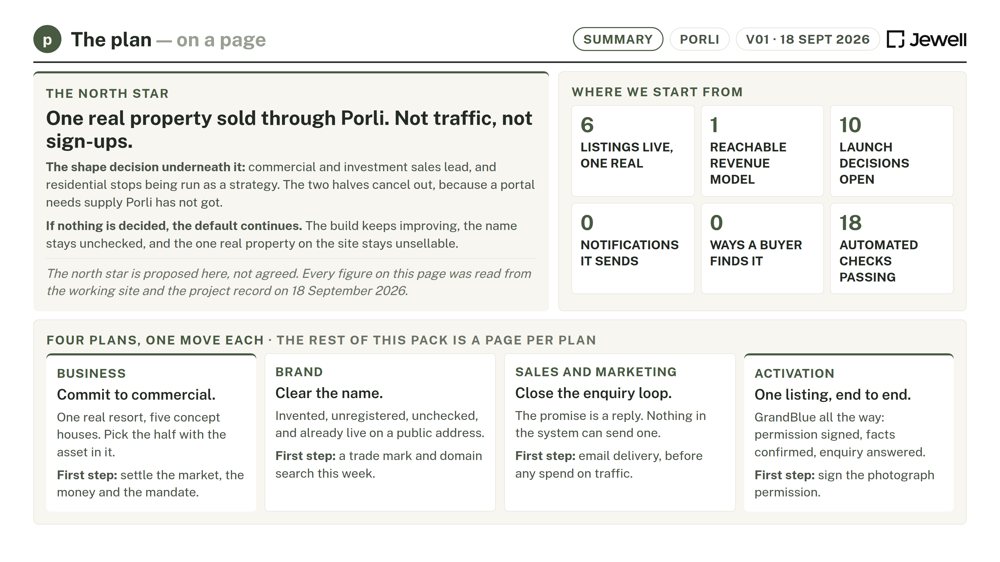 p
The plan — on a page
SUMMARY
PORLI
V01 · 18 SEPT 2026
Jewell
THE NORTH STAR
One real property sold through Porli. Not traffic, not
sign-ups.
The shape decision underneath it: commercial and investment sales lead, and
residential stops being run as a strategy. The two halves cancel out, because a portal
needs supply Porli has not got.
If nothing is decided, the default continues. The build keeps improving, the name
stays unchecked, and the one real property on the site stays unsellable.
The north star is proposed here, not agreed. Every figure on this page was read from
the working site and the project record on 18 September 2026.
WHERE WE START FROM
6
LISTINGS LIVE,
ONE REAL
1
REACHABLE
REVENUE
MODEL
10
LAUNCH
DECISIONS
OPEN
0
NOTIFICATIONS
IT SENDS
0
WAYS A BUYER
FINDS IT
18
AUTOMATED
CHECKS
PASSING
FOUR PLANS, ONE MOVE EACH · THE REST OF THIS PACK IS A PAGE PER PLAN
BUSINESS
Commit to commercial.
One real resort, five concept
houses. Pick the half with the
asset in it.
First step: settle the market, the
money and the mandate.
BRAND
Clear the name.
Invented, unregistered, unchecked,
and already live on a public address.
First step: a trade mark and domain
search this week.
SALES AND MARKETING
Close the enquiry loop.
The promise is a reply. Nothing in
the system can send one.
First step: email delivery, before
any spend on traffic.
ACTIVATION
One listing, end to end.
GrandBlue all the way:
permission signed, facts
confirmed, enquiry answered.
First step: sign the photograph
permission.